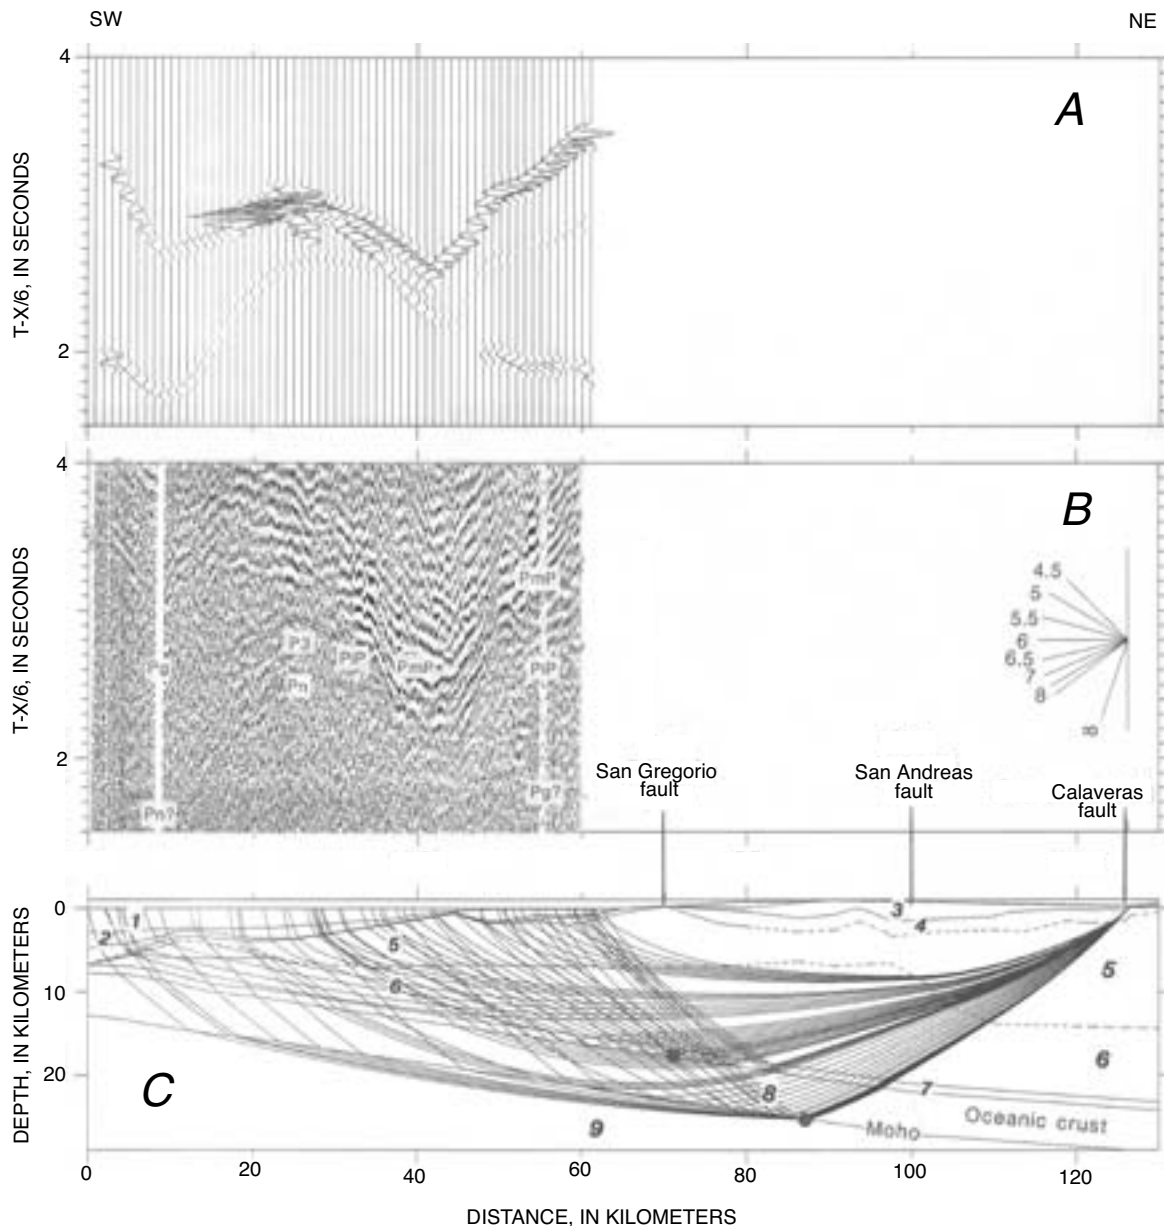 SW NE
4
A
T-X/6, IN SECONDS
2
4
B
4.5
5
5.5
6
6.5
7
8
∞
T-X/6, IN SECONDS
P3
PiP
PmP
PmP
Pg
Pn
PiP
2
Pn?
Pg?
San Gregorio
fault
San Andreas
fault
Calaveras
fault
0
1
2
3
4
5
5
6
6
7
8
9
10
20
C
DEPTH, IN KILOMETERS
Oceanic crust
Moho
0 20 40 60 80 100 120
DISTANCE, IN KILOMETERS